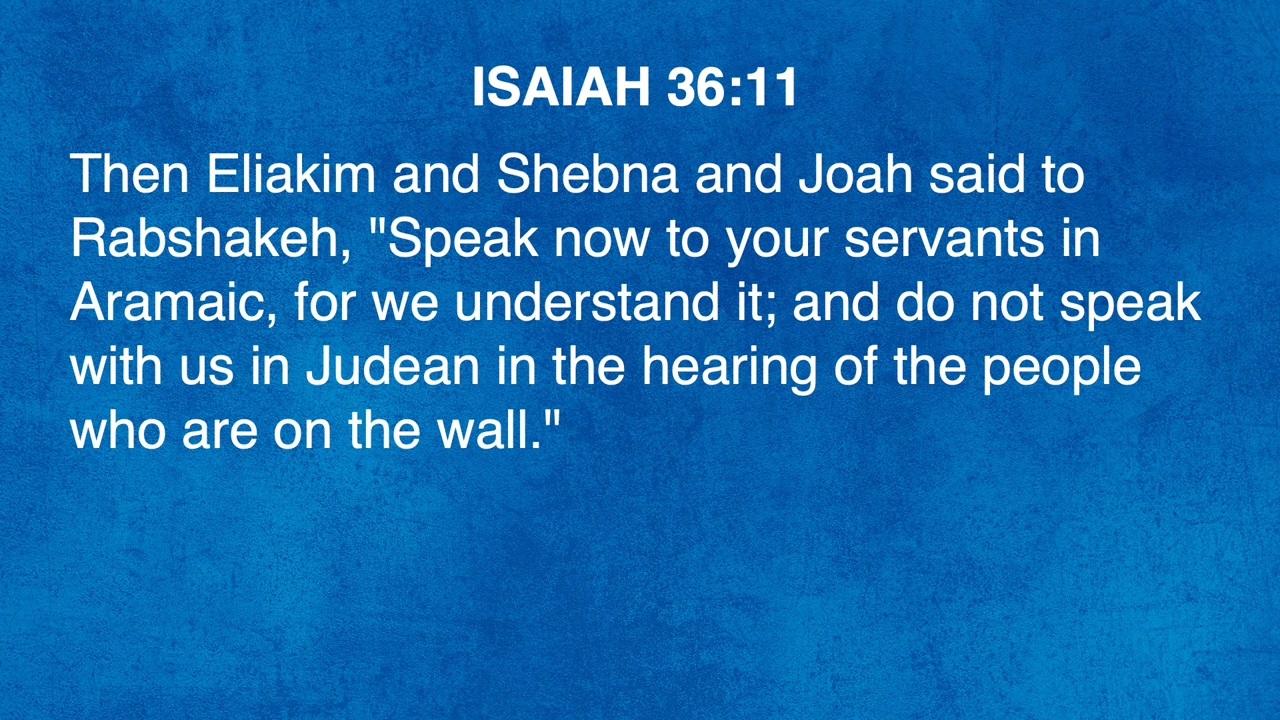 ISAIAH 36:11
Then Eliakim and Shebna and Joah said to
Rabshakeh, "Speak now to your servants in
Aramaic, for we understand it; and do not speak
with us in Judean in the hearing of the people
who are on the wall."